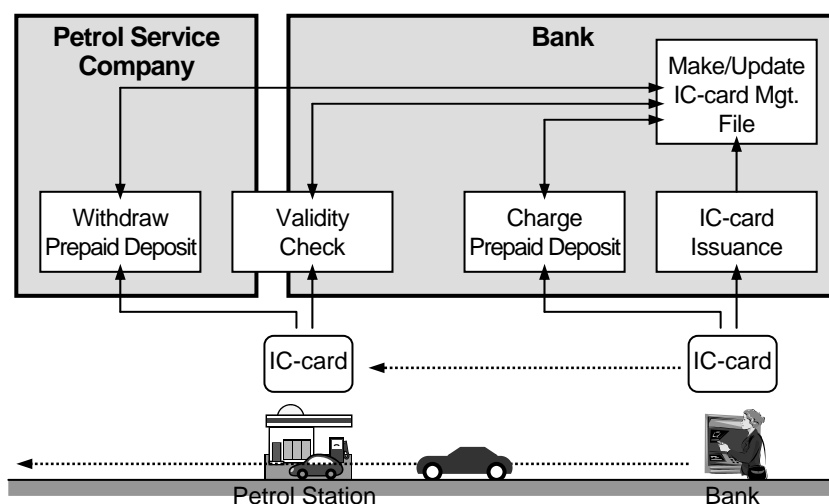 Petrol Service
Company
Bank
Make/Update
IC-card Mgt.
File
Withdraw
Prepaid Deposit
Validity
Check
Charge
Prepaid Deposit
IC-card
Issuance
IC-card
IC-card
Petrol Station
Bank